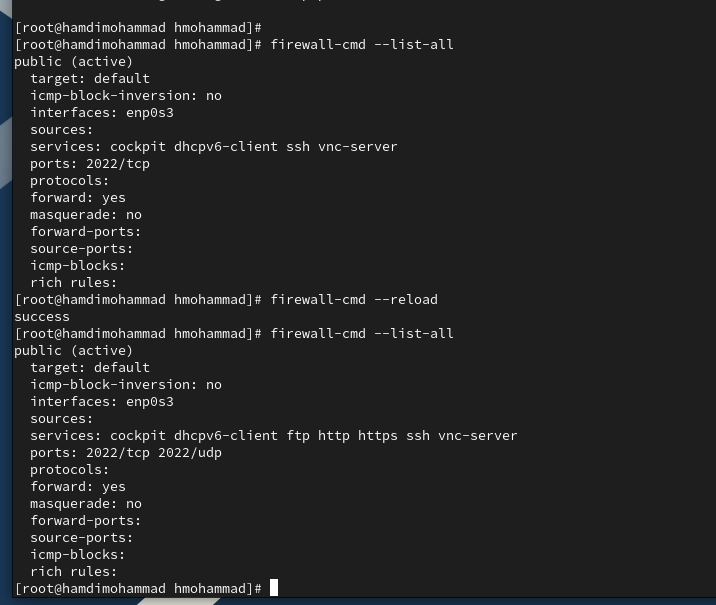 [root@hamdimohammad hmohammad]#
[root@hamdimohammad hmohammad]# firewall-cmd --list-all
public (active)
  target: default
  icmp-block-inversion: no
  interfaces: enp0s3
  sources:
  services: cockpit dhcpv6-client ssh vnc-server
  ports: 2022/tcp
  protocols:
  forward: yes
  masquerade: no
  forward-ports:
  source-ports:
  icmp-blocks:
  rich rules:
[root@hamdimohammad hmohammad]# firewall-cmd --reload
success
[root@hamdimohammad hmohammad]# firewall-cmd --list-all
public (active)
  target: default
  icmp-block-inversion: no
  interfaces: enp0s3
  sources:
  services: cockpit dhcpv6-client ftp http https ssh vnc-server
  ports: 2022/tcp 2022/udp
  protocols:
  forward: yes
  masquerade: no
  forward-ports:
  source-ports:
  icmp-blocks:
  rich rules:
[root@hamdimohammad hmohammad]#